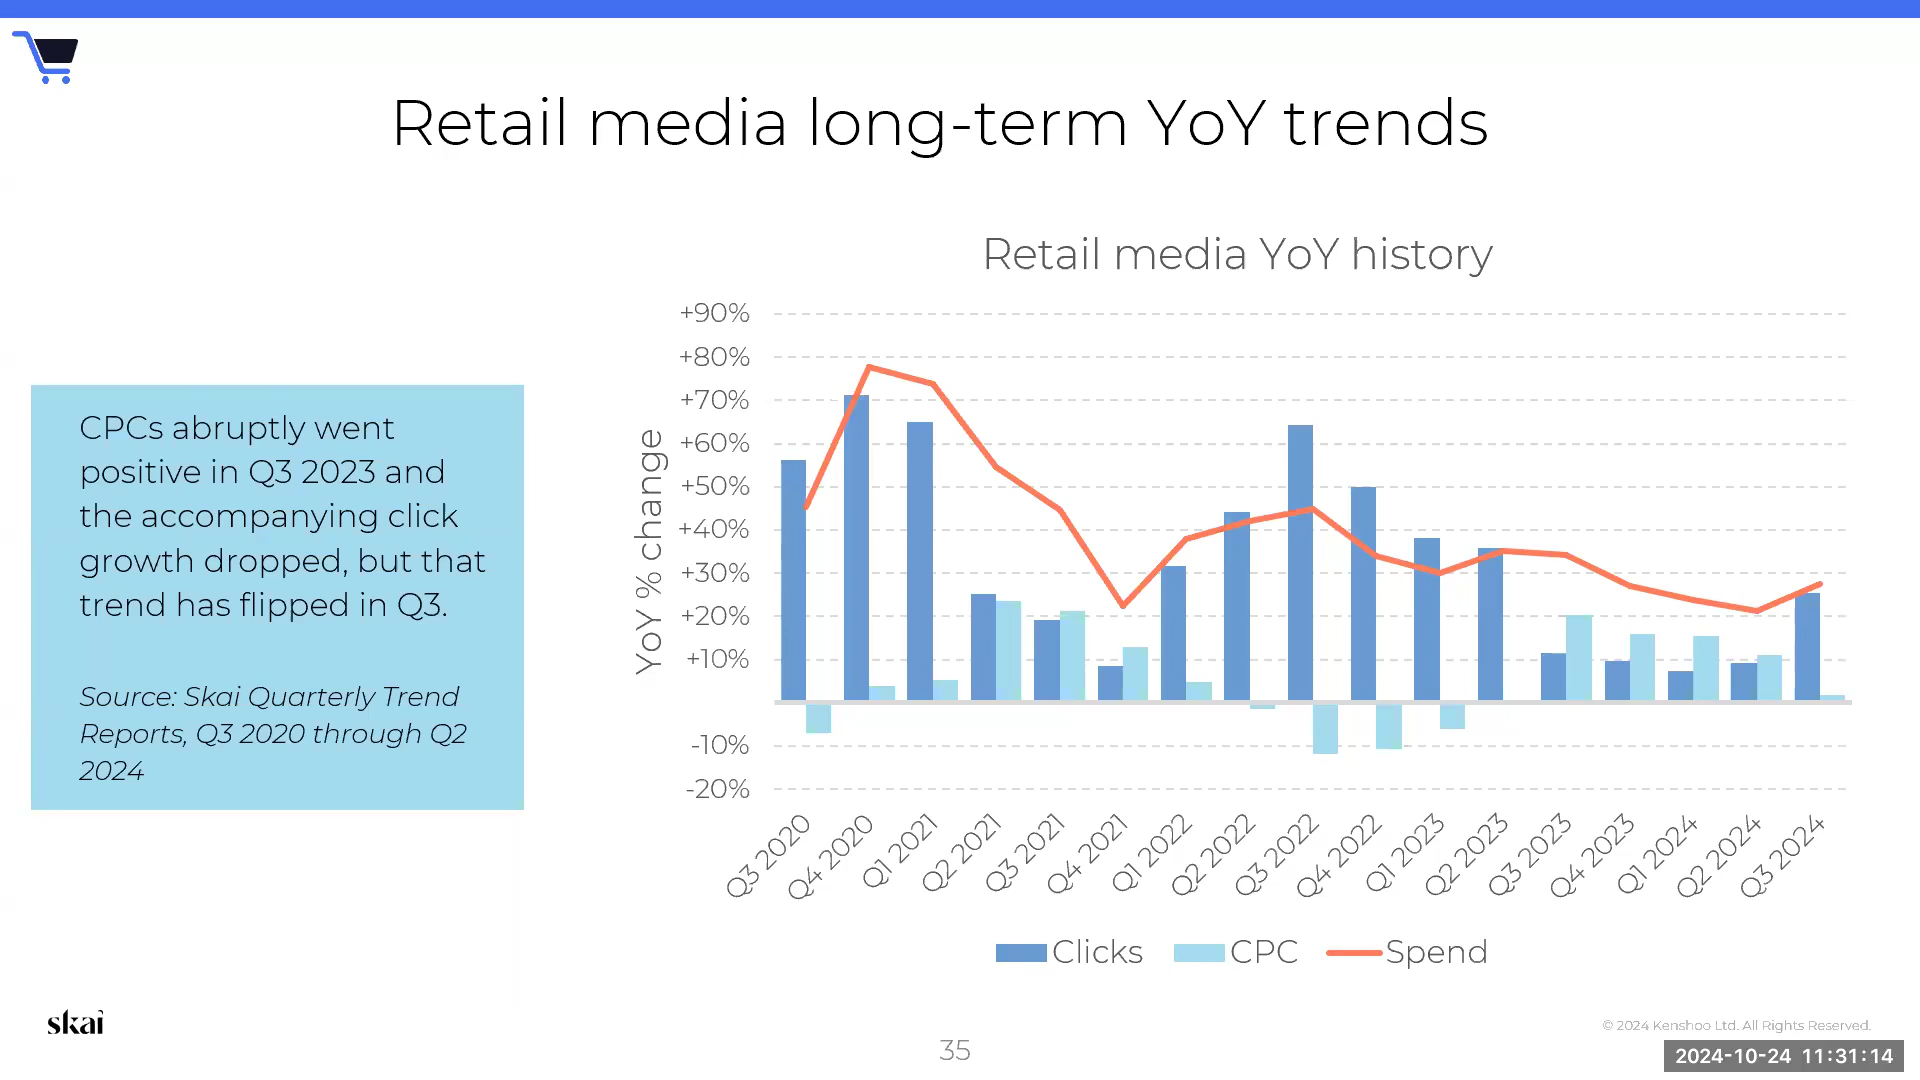 Retail media long-term YoY trends
Retail media YoY history
CPCs abruptly went
positive in Q3 2023 and
the accompanying click
growth dropped, but that
trend has flipped in Q3.
Source: Skai Quarterly Trend
Reports, Q3 2020 through Q2
2024
YoY % change
+90%
+80%
+70%
+60%
+50%
+40%
+30%
+20%
+10%
-10%
-20%
Q3 2020
Q4 2020
Q1 2021
Q2 2021
Q3 2021
Q4 2021
Q1 2022
Q2 2022
Q3 2022
Q4 2022
Q1 2023
Q2 2023
Q3 2023
Q4 2023
Q1 2024
Q2 2024
Q3 2024
Clicks CPC Spend
skai
© 2024 Kenshoo Ltd. All Rights Reserved.
35
2024-10-24 11:31:14